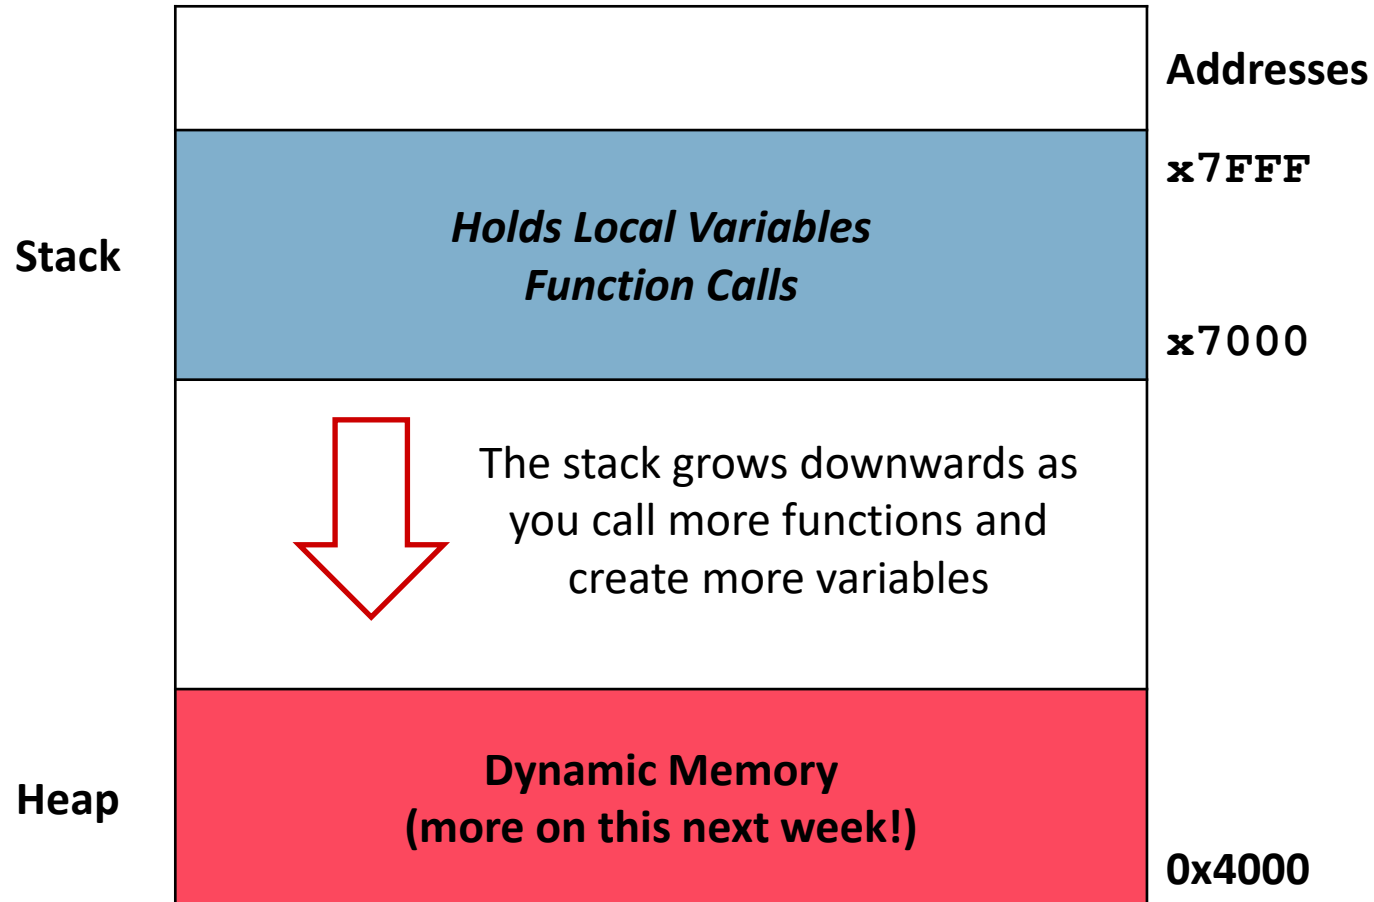 Addresses
x7FFF
Stack
Holds Local Variables
Function Calls
x7000
The stack grows downwards as
you call more functions and
create more variables
Heap
Dynamic Memory
(more on this next week!)
0x4000